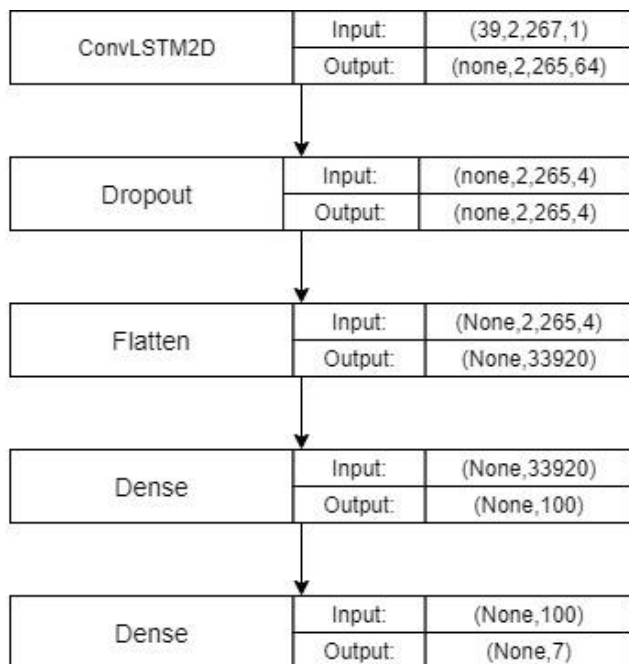 ConvLSTM2D
Input: (39,2,267,1)
Output: (none,2,265,64)
Dropout
Input: (none,2,265,4)
Output: (none,2,265,4)
Flatten
Input: (None,2,265,4)
Output: (None,33920)
Dense
Input: (None,33920)
Output: (None,100)
Dense
Input: (None,100)
Output: (None,7)